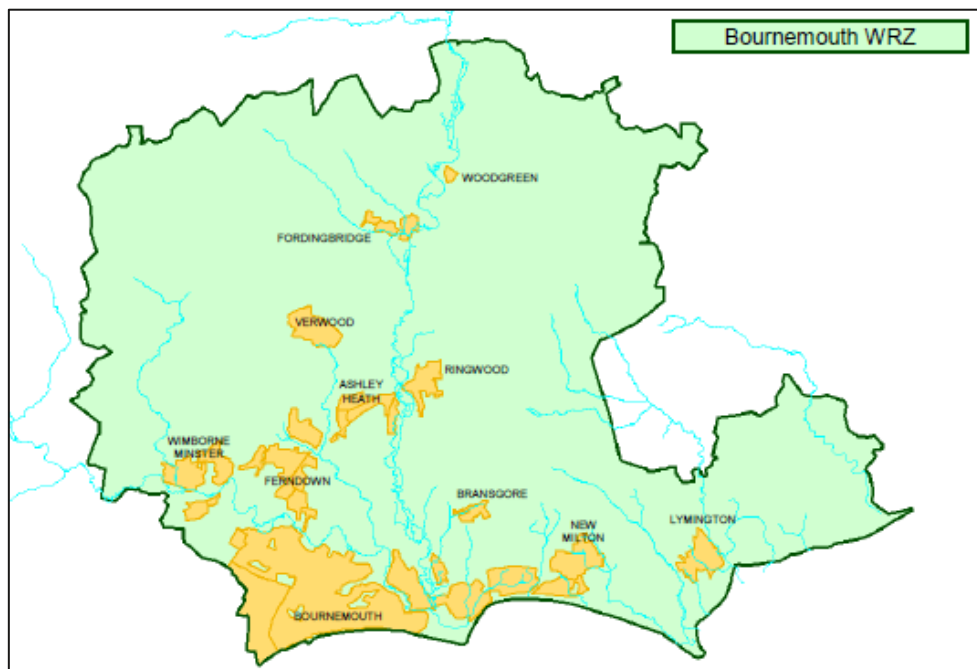 Bournemouth WRZ
WOODGREEN
FORDINGBRIDGE
VERWOOD
RINGWOOD
ASHLEY
HEATH
WIMBORNE
MINSTER
FERNDOWN
BRANSGORE
NEW
MILTON
LYMINGTON
BOURNEMOUTH